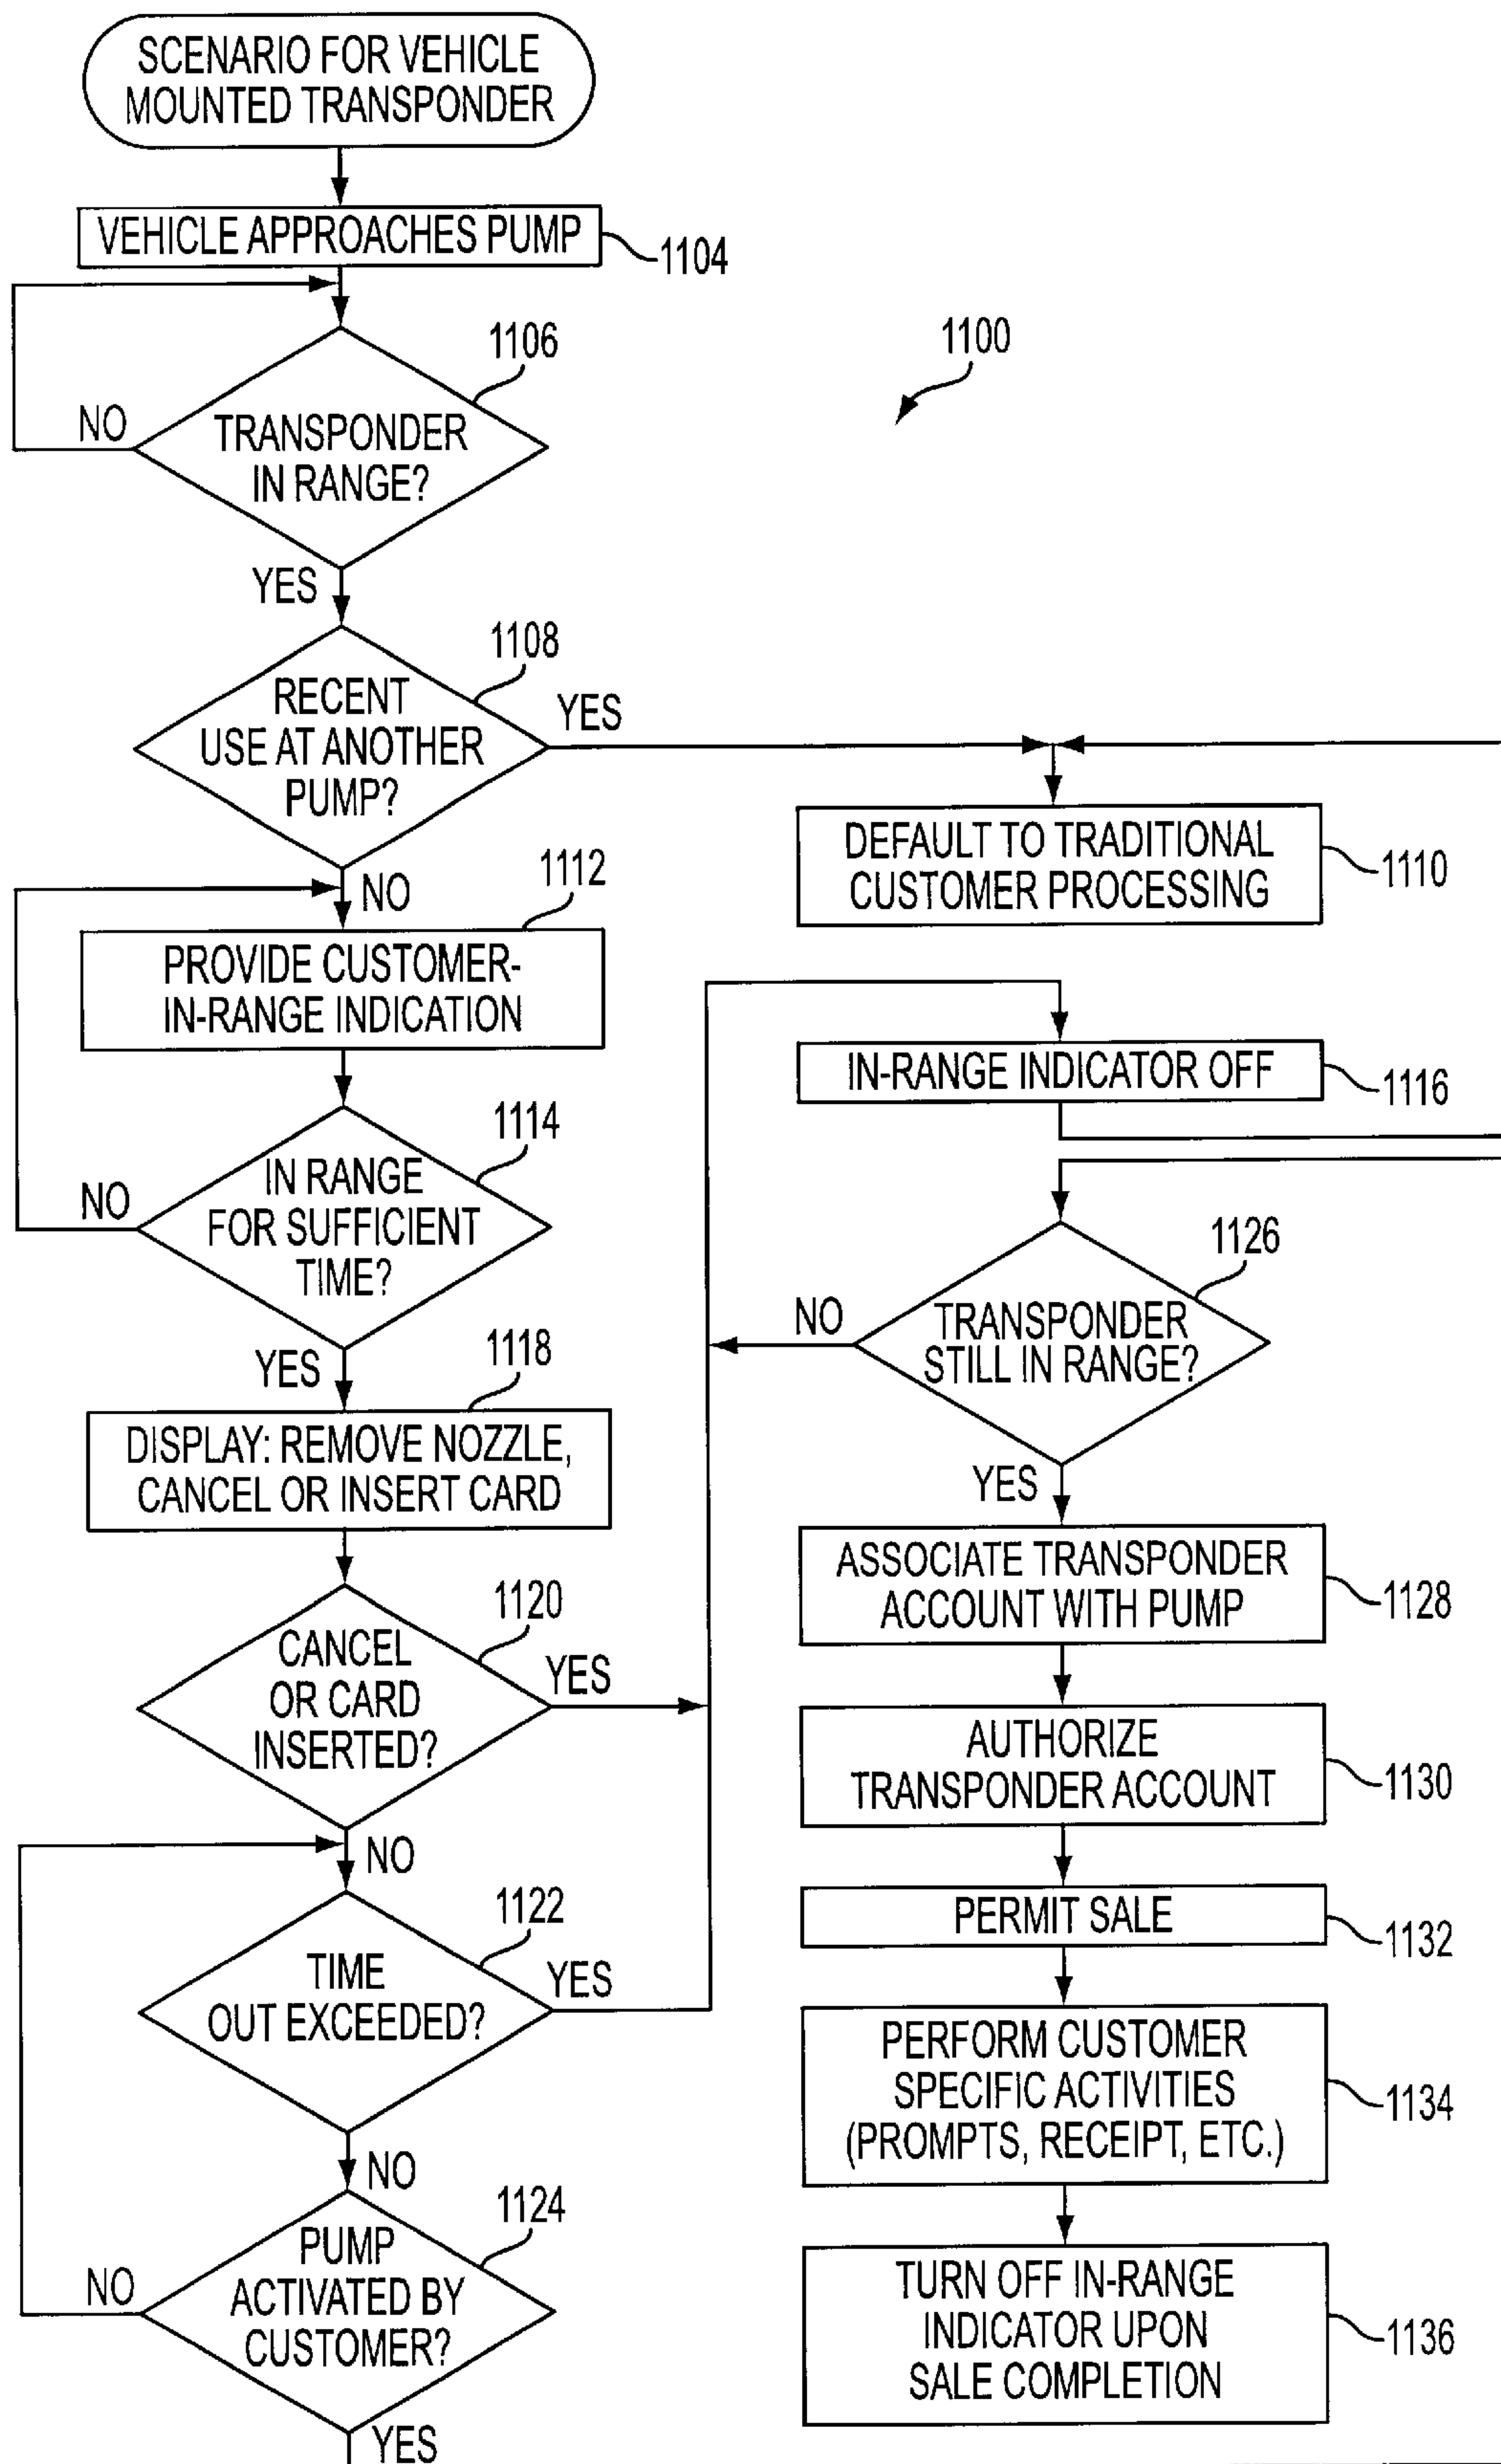 SCENARIO FOR VEHICLE
MOUNTED TRANSPONDER
VEHICLE APPROACHES PUMP
1104
1100
1106
TRANSPONDER
IN RANGE?
NO
YES
1108
RECENT
USE AT ANOTHER
PUMP?
YES
NO
DEFAULT TO TRADITIONAL
CUSTOMER PROCESSING
1110
1112
PROVIDE CUSTOMER-
IN-RANGE INDICATION
1114
IN RANGE
FOR SUFFICIENT
TIME?
NO
YES
IN-RANGE INDICATOR OFF
1116
1118
DISPLAY: REMOVE NOZZLE,
CANCEL OR INSERT CARD
1120
CANCEL
OR CARD
INSERTED?
YES
NO
1122
TIME
OUT EXCEEDED?
YES
NO
1124
PUMP
ACTIVATED BY
CUSTOMER?
NO
YES
1126
TRANSPONDER
STILL IN RANGE?
NO
YES
ASSOCIATE TRANSPONDER
ACCOUNT WITH PUMP
1128
AUTHORIZE
TRANSPONDER ACCOUNT
1130
PERMIT SALE
1132
PERFORM CUSTOMER
SPECIFIC ACTIVITIES
(PROMPTS, RECEIPT, ETC.)
1134
TURN OFF IN-RANGE
INDICATOR UPON
SALE COMPLETION
1136